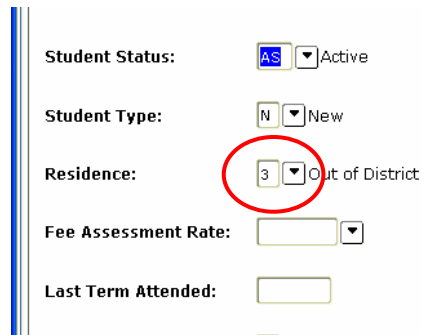 Student Status: AS Active
Student Type: N New
Residence: 3 Out of District
Fee Assessment Rate:
Last Term Attended: